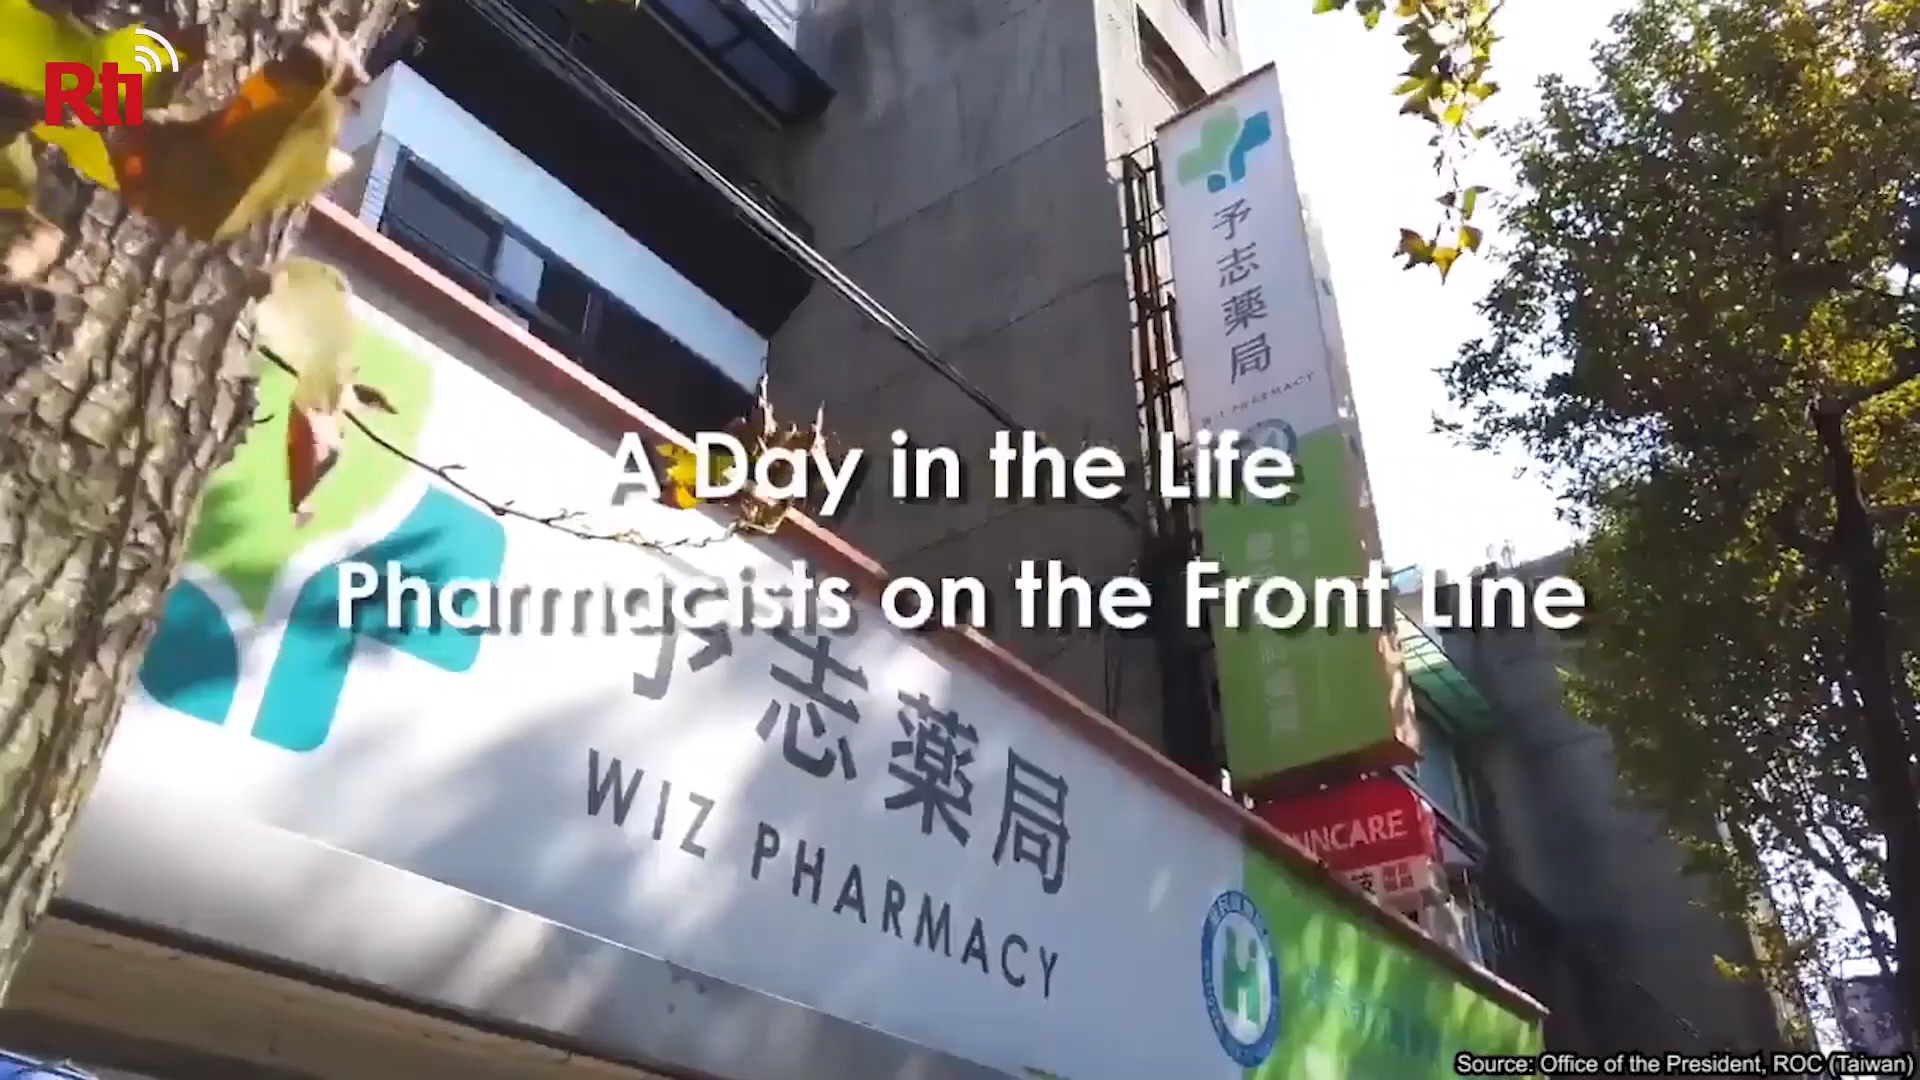 Rti
予志藥局
WIZ PHARMACY
A Day in the Life
Pharmacists on the Front Line
予志藥局
WIZ PHARMACY
NNCARE
Source: Office of the President, ROC (Taiwan)